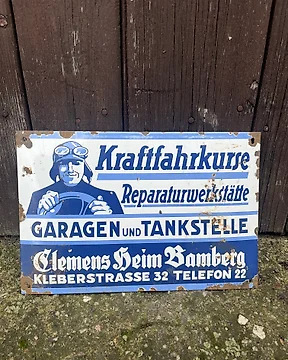 Kraftfahrkurse
Reparaturwerkstätte
GARAGEN UND TANKSTELLE
Clemens Heim Bamberg
KLEBERSTRASSE 32 TELEFON 22